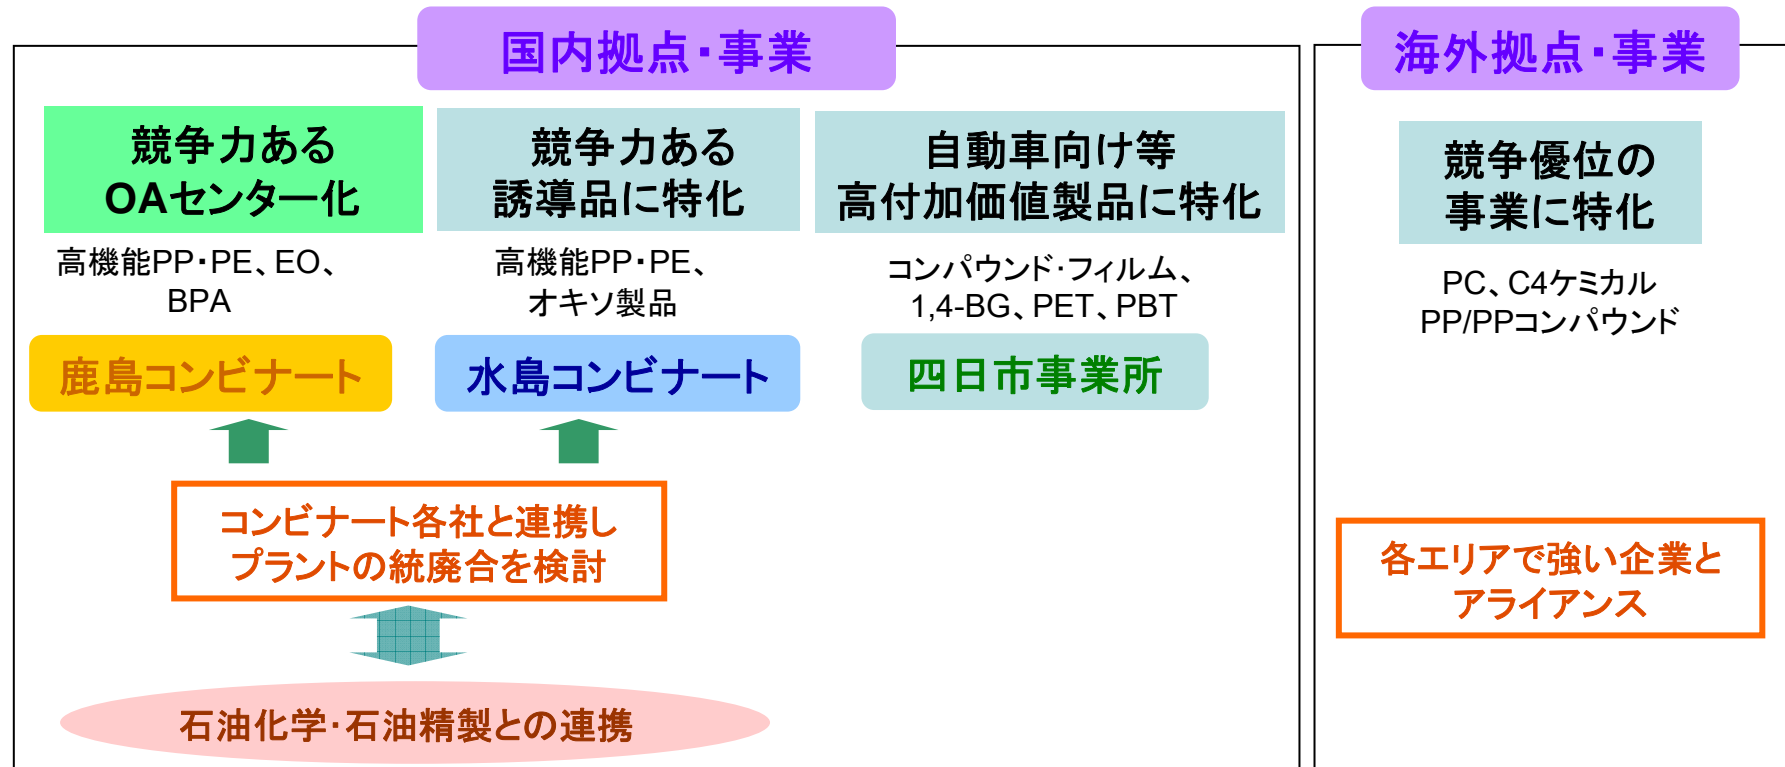 国内拠点・事業
競争力ある
OAセンター化
高機能PP・PE、EO、
BPA
鹿島コンビナート
競争力ある
誘導品に特化
高機能PP・PE、
オキソ製品
水島コンビナート
自動車向け等
高付加価値製品に特化
コンパウンド・フィルム、
1,4-BG、PET、PBT
四日市事業所
コンビナート各社と連携し
プラントの統廃合を検討
石油化学・石油精製との連携
海外拠点・事業
競争優位の
事業に特化
PC、C4ケミカル
PP/PPコンパウンド
各エリアで強い企業と
アライアンス